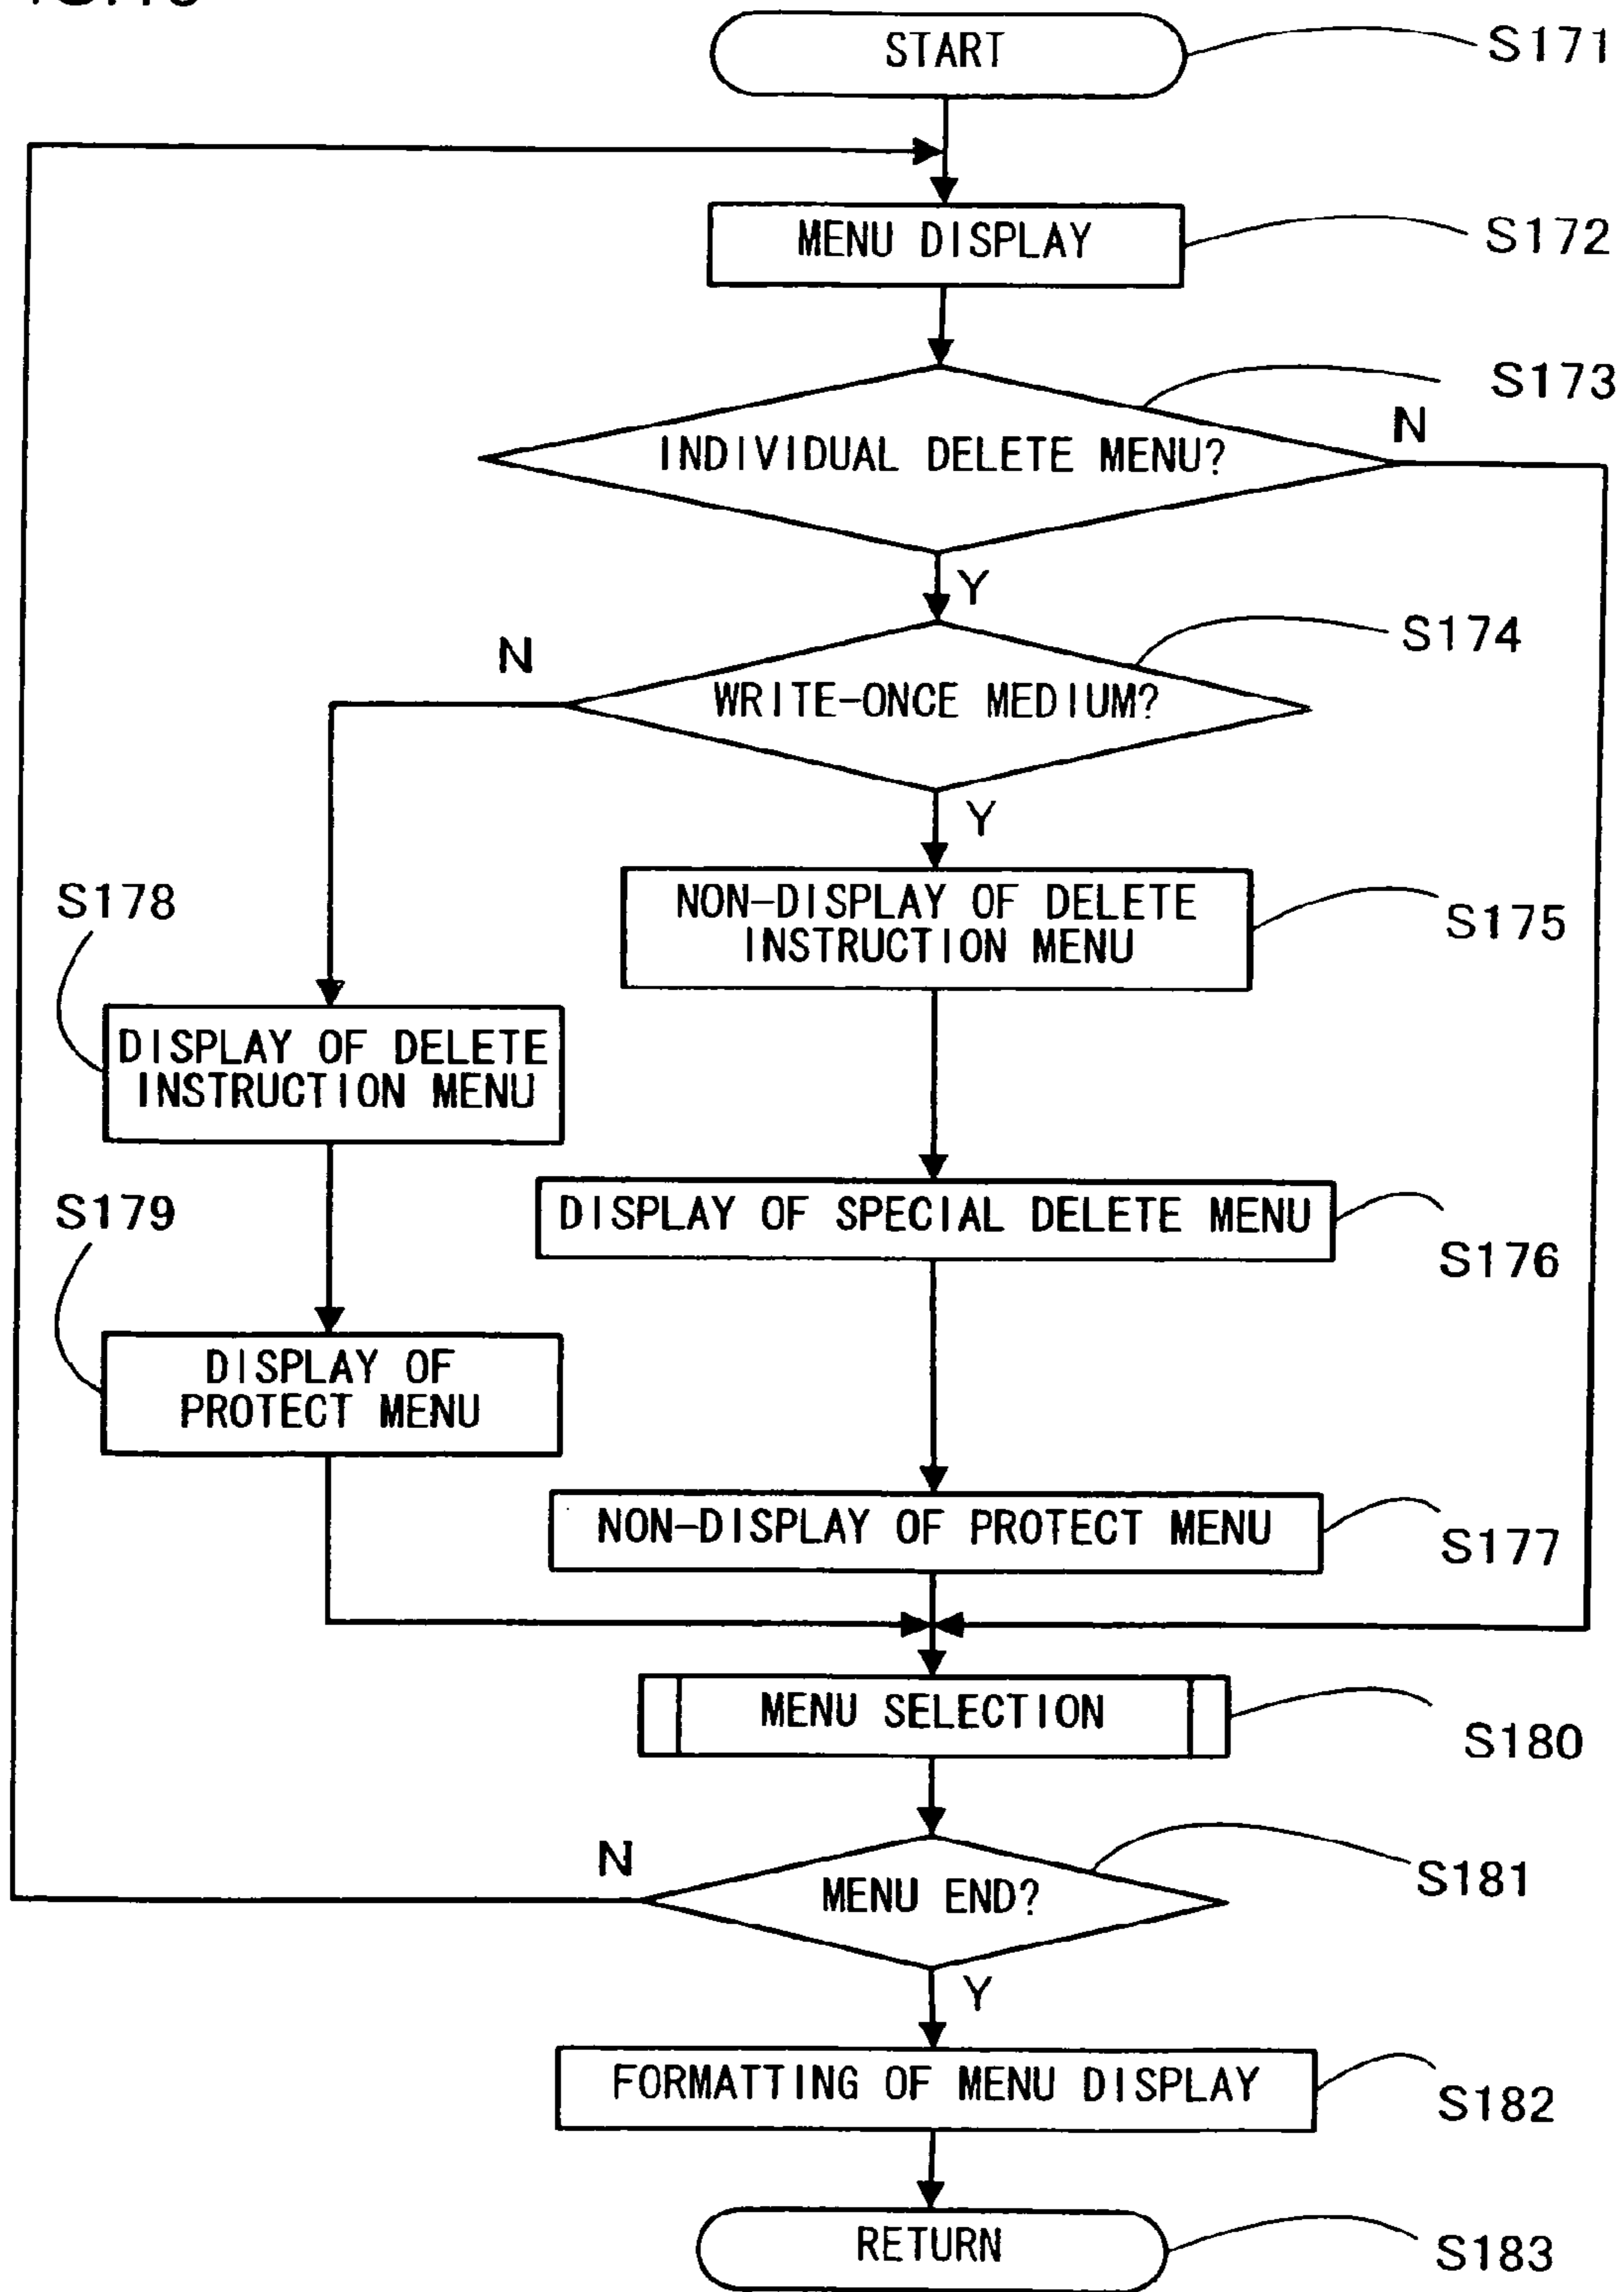 START
S171
MENU DISPLAY
S172
S173
INDIVIDUAL DELETE MENU?
N
Y
S174
N
WRITE-ONCE MEDIUM?
Y
S178
NON-DISPLAY OF DELETE
INSTRUCTION MENU
S175
DISPLAY OF DELETE
INSTRUCTION MENU
S179
DISPLAY OF SPECIAL DELETE MENU
S176
DISPLAY OF
PROTECT MENU
NON-DISPLAY OF PROTECT MENU
S177
MENU SELECTION
S180
N
MENU END?
S181
Y
FORMATTING OF MENU DISPLAY
S182
RETURN
S183